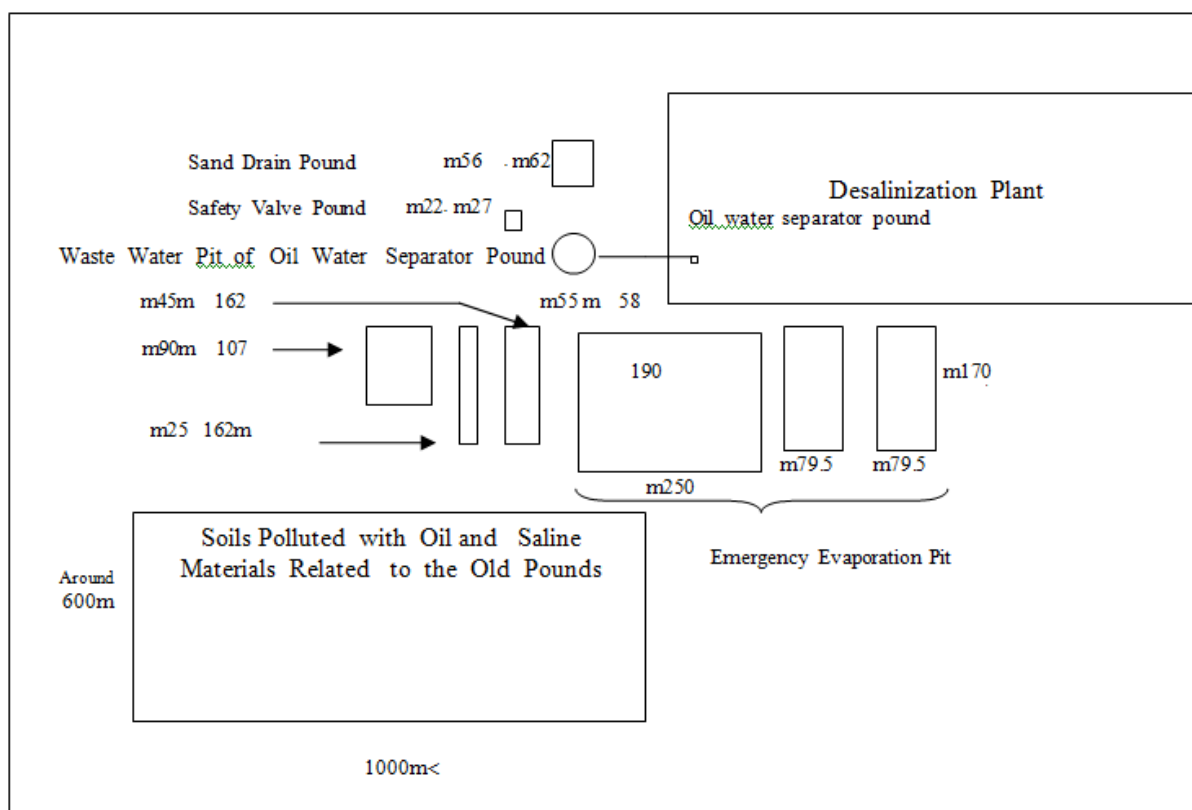 Sand Drain Pound m56 . m62
Desalinization Plant
Safety Valve Pound m22. m27
Oil water separator pound
Waste Water Pit of Oil Water Separator Pound
m45m 162
m55 m 58
m90m 107
190
m170
m25 162m
m79.5
m79.5
m250
Soils Polluted with Oil and Saline
Materials Related to the Old Pounds
Emergency Evaporation Pit
Around
600m
1000m<